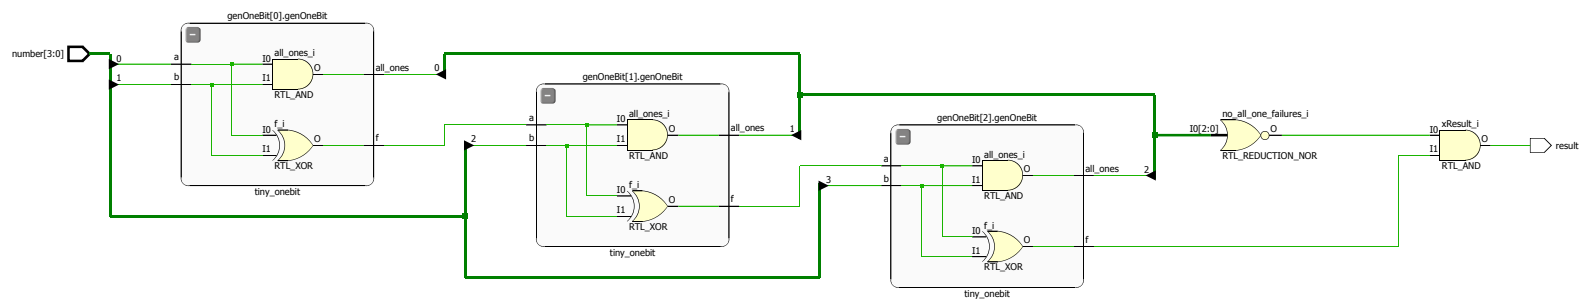 genOneBit[0].genOneBit
number[3:0]
0
1
a
b
I0
I1
all_ones_i
O
RTL_AND
all_ones
0
I0
I1
f_i
O
RTL_XOR
f
tiny_onebit
genOneBit[1].genOneBit
2
a
b
I0
I1
all_ones_i
O
RTL_AND
all_ones
1
I0
I1
f_i
O
RTL_XOR
f
tiny_onebit
genOneBit[2].genOneBit
3
a
b
I0
I1
all_ones_i
O
RTL_AND
all_ones
2
I0
I1
f_i
O
RTL_XOR
f
tiny_onebit
no_all_one_failures_i
I0[2:0]
O
RTL_REDUCTION_NOR
xResult_i
I0
I1
O
RTL_AND
result